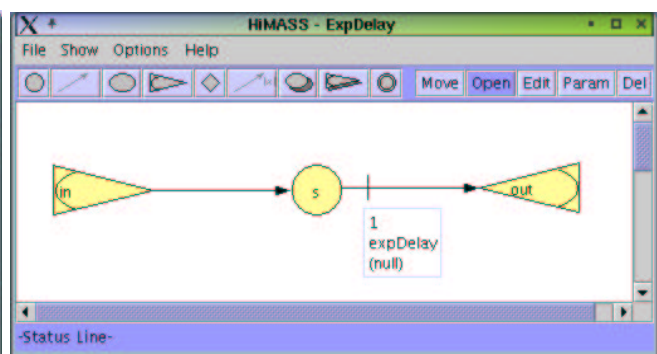 HiMASS - ExpDelay
File Show Options Help
Move Open Edit Param Del
in
s
out
1
expDelay
(null)
-Status Line-